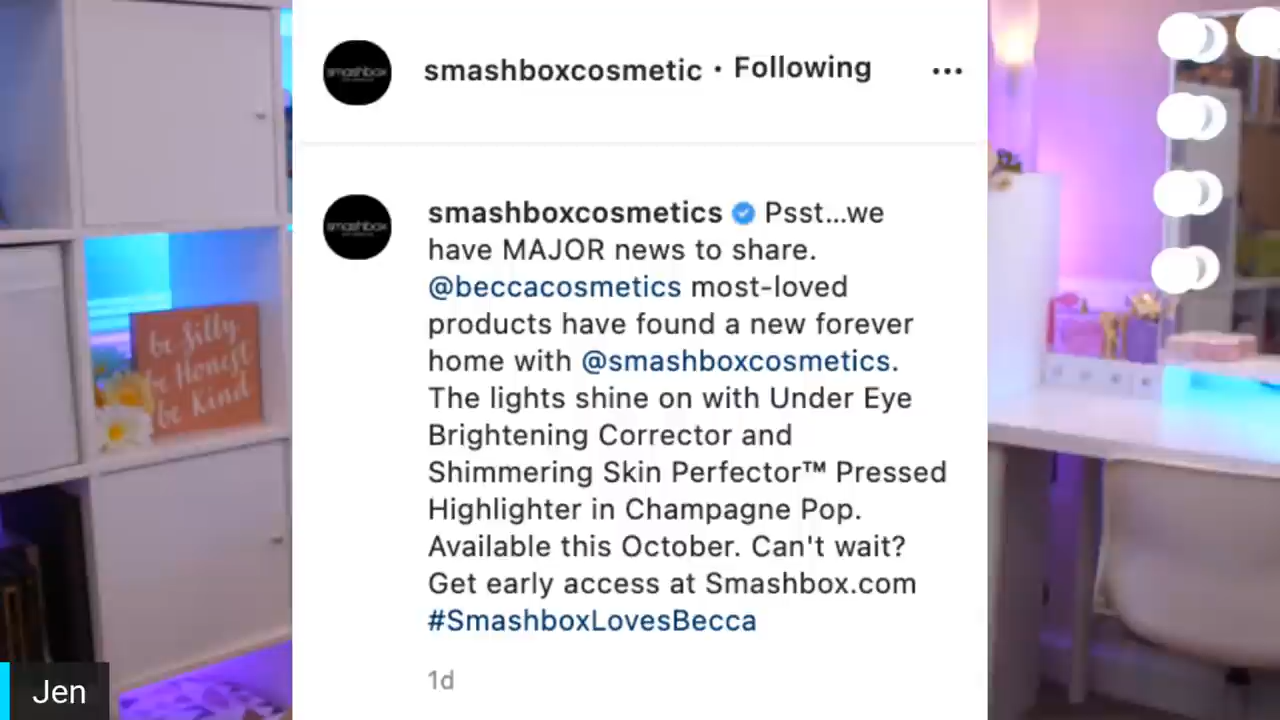 smashbox
smashboxcosmetic • Following
smashbox
smashboxcosmetics Psst...we
have MAJOR news to share.
@beccacosmetics most-loved
products have found a new forever
home with @smashboxcosmetics.
The lights shine on with Under Eye
Brightening Corrector and
Shimmering Skin Perfector™ Pressed
Highlighter in Champagne Pop.
Available this October. Can't wait?
Get early access at Smashbox.com
#SmashboxLovesBecca
1d
be Silly
be Honest
be Kind
Jen